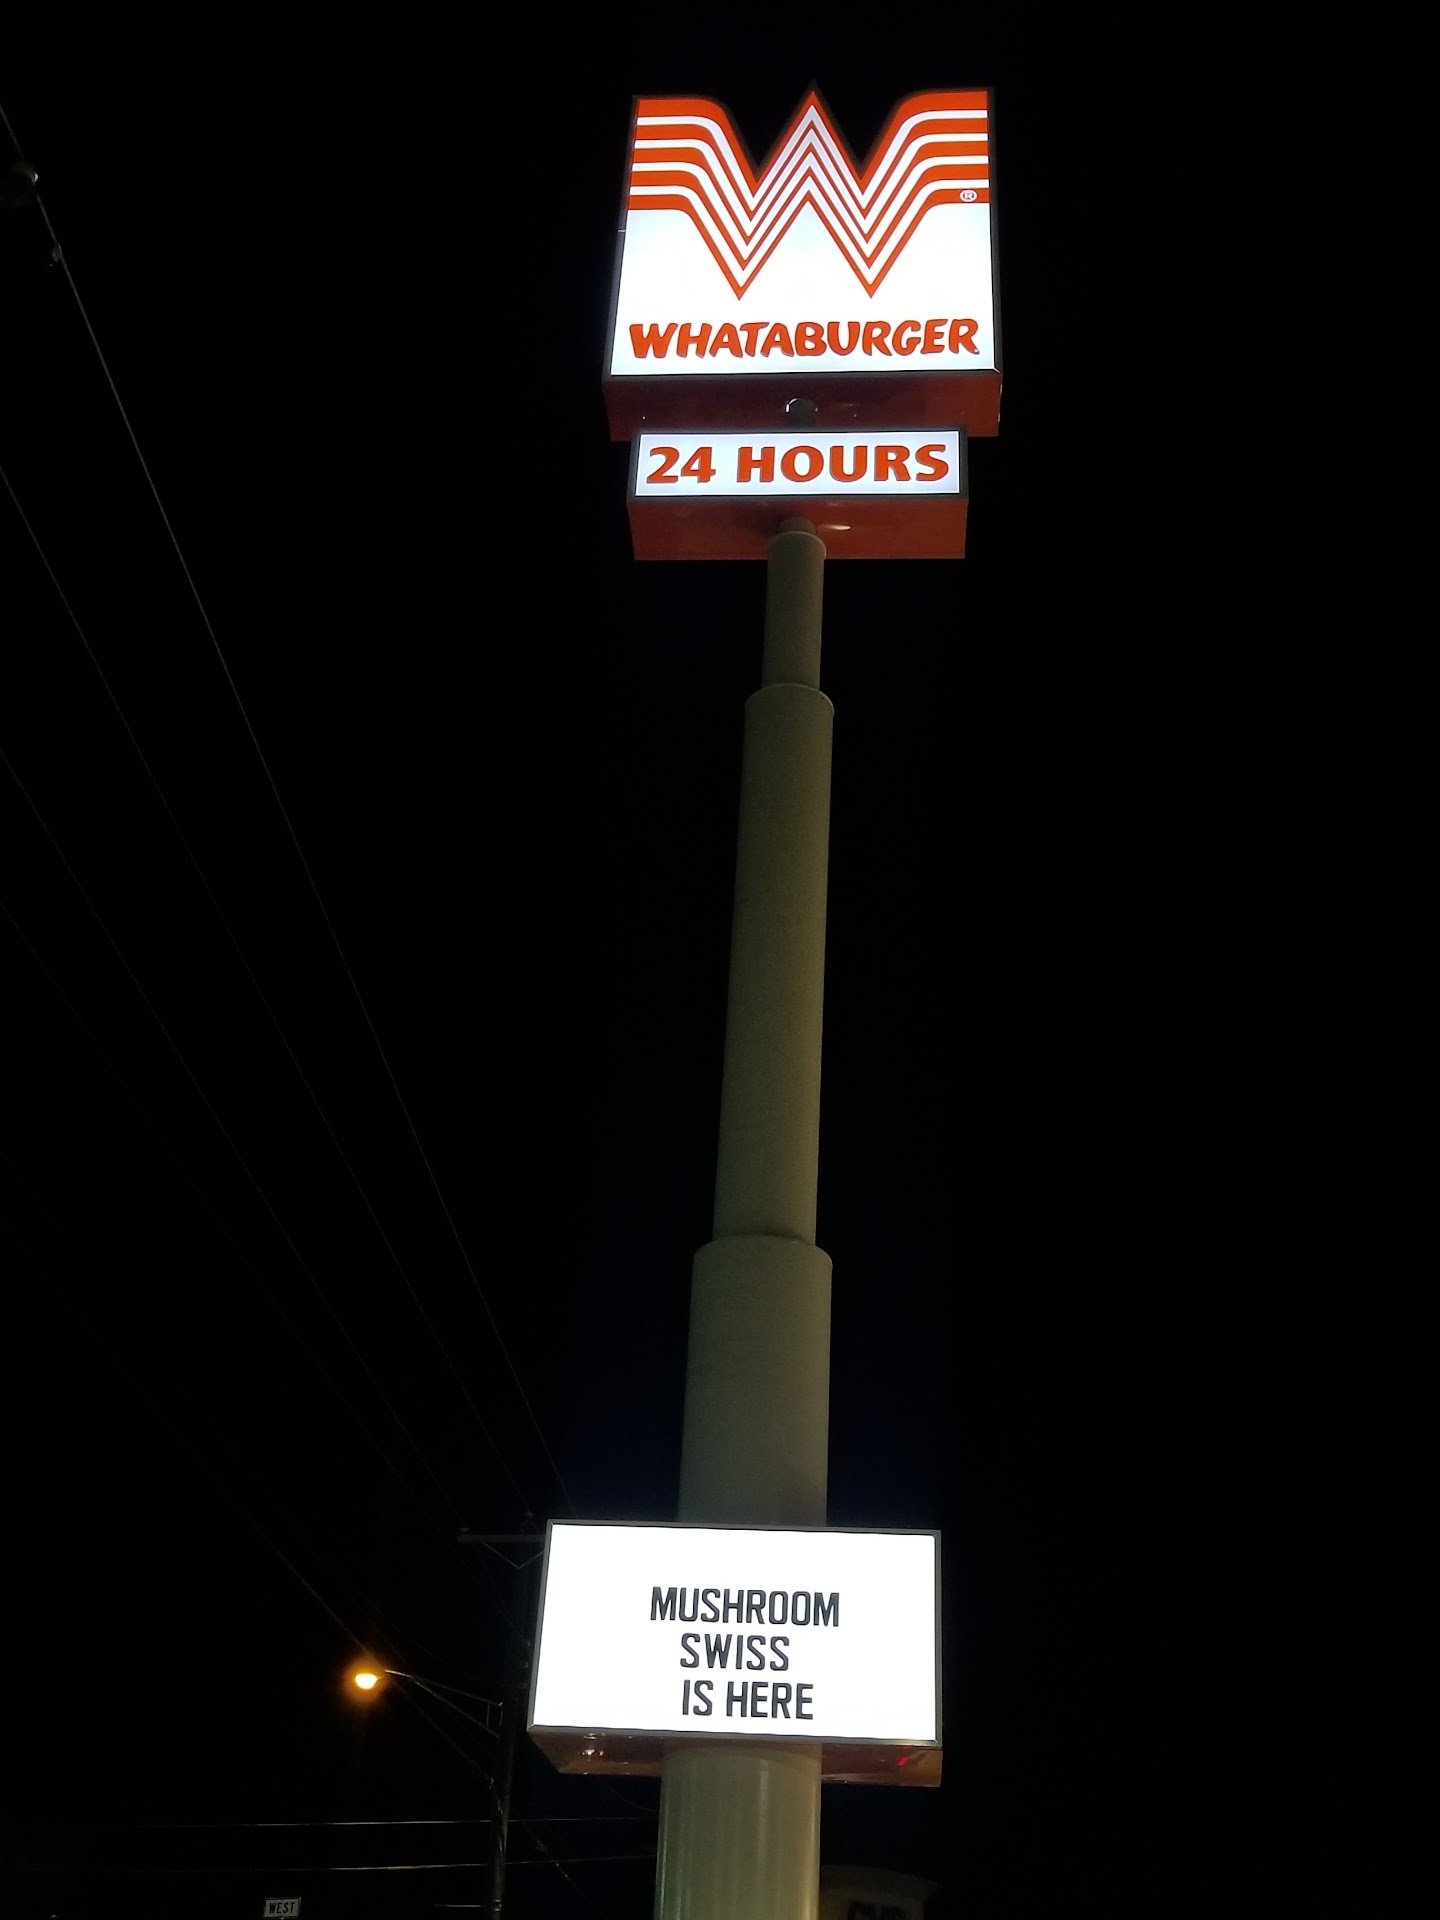 W
®
WHATABURGER
24 HOURS
MUSHROOM
SWISS
IS HERE
WEST